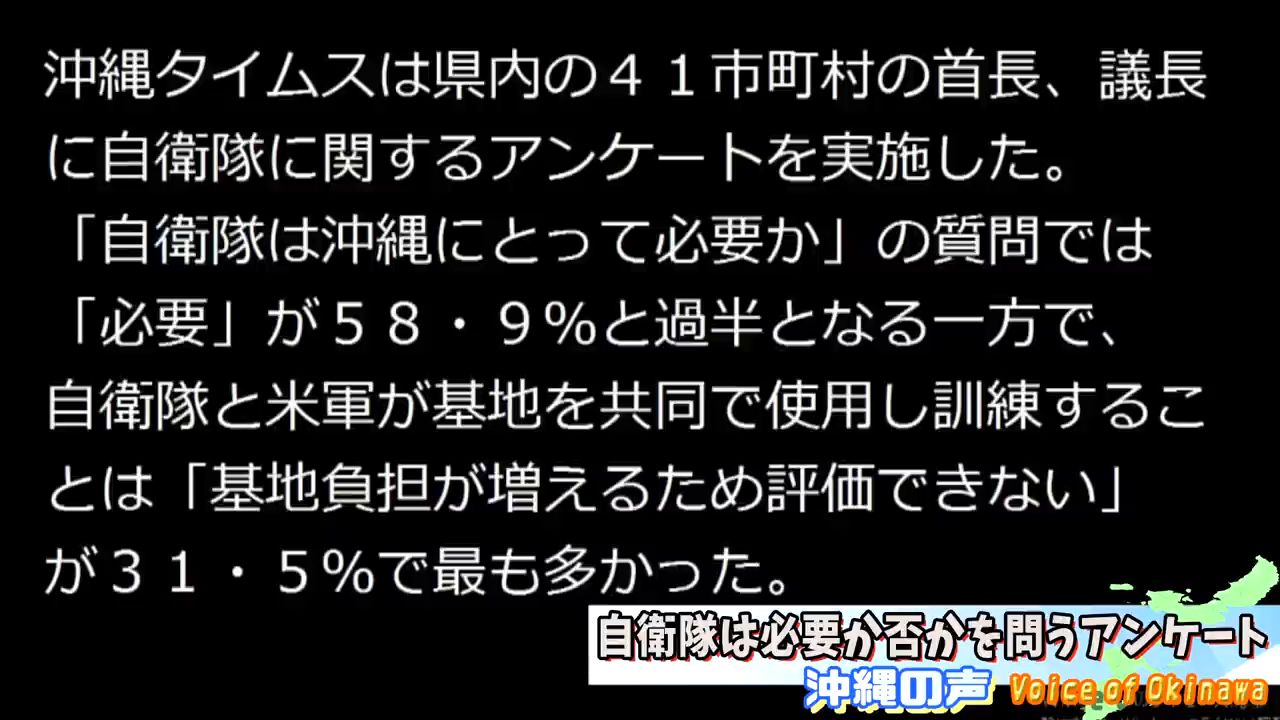 沖縄タイムスは県内の４１市町村の首長、議長
に自衛隊に関するアンケートを実施した。
「自衛隊は沖縄にとって必要か」の質問では
「必要」が５８・９％と過半となる一方で、
自衛隊と米軍が基地を共同で使用し訓練するこ
とは「基地負担が増えるため評価できない」
が３１・５％で最も多かった。
自衛隊は必要か否かを問うアンケート
沖縄の声 Voice of Okinawa